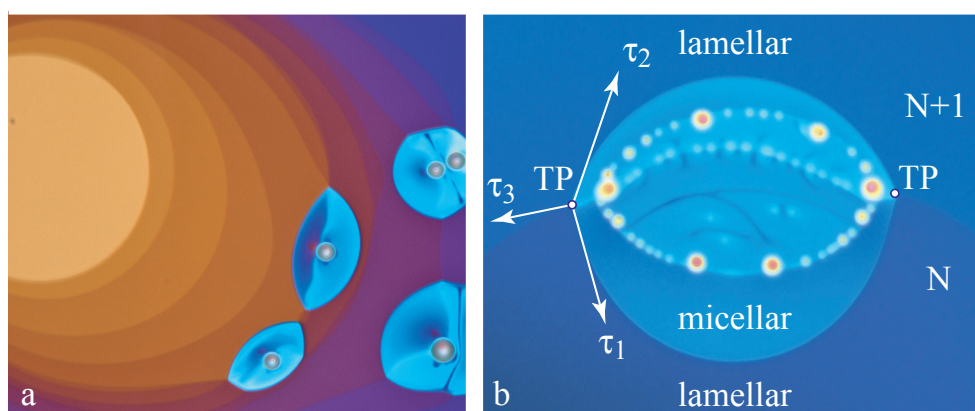 a
lamellar
τ2
N+1
TP
TP
τ3
N
micellar
τ1
b
lamellar